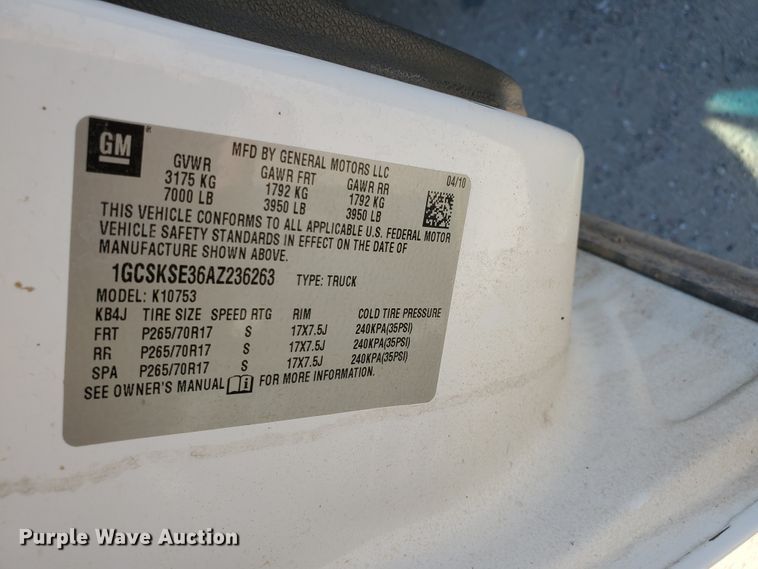 GM
MFD BY GENERAL MOTORS LLC 04/10
GVWR GAWR FRT GAWR RR
3175 KG 1792 KG 1792 KG
7000 LB 3950 LB 3950 LB
THIS VEHICLE CONFORMS TO ALL APPLICABLE U.S. FEDERAL MOTOR
VEHICLE SAFETY STANDARDS IN EFFECT ON THE DATE OF
MANUFACTURE SHOWN ABOVE.
1GCSKSE36AZ236263 TYPE: TRUCK
MODEL: K10753
KB4J TIRE SIZE SPEED RTG RIM COLD TIRE PRESSURE
FRT P265/70R17 S 17X7.5J 240KPA(35PSI)
RR P265/70R17 S 17X7.5J 240KPA(35PSI)
SPA P265/70R17 S 17X7.5J 240KPA(35PSI)
SEE OWNER'S MANUAL FOR MORE INFORMATION.
Purple Wave Auction